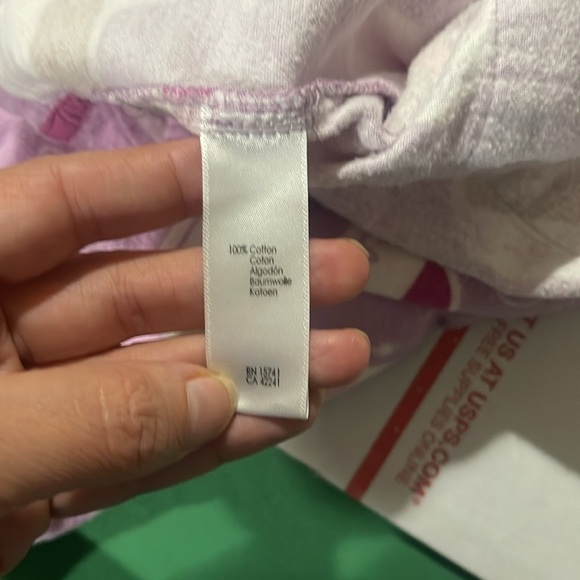 100% Cotton
Coton
Algodón
Baumwolle
Katoen
RN 15741
CA 42241
T US AT USPS.COM
FREE SUPPLIES ONLINE